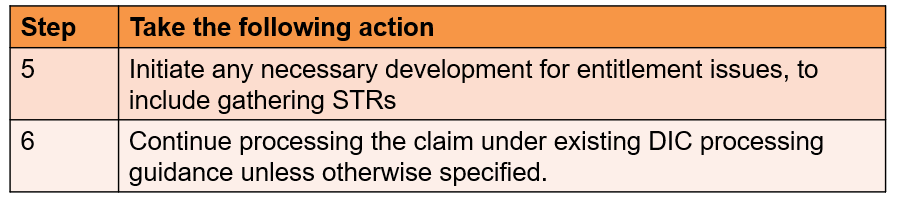 Step Take the following action
5 Initiate any necessary development for entitlement issues, to
include gathering STRs
6 Continue processing the claim under existing DIC processing
guidance unless otherwise specified.